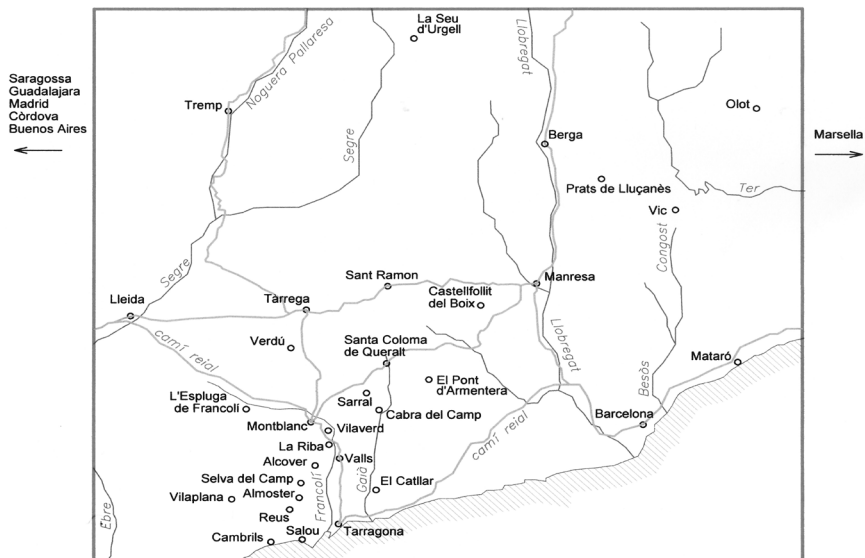 La Seu
d'Urgell
Llobregat
Noguera Pallaresa
Saragossa
Guadalajara
Madrid
Còrdova
Buenos Aires
Tremp
Olot
Marsella
Segre
Berga
Prats de Lluçanès
Ter
Vic
Congost
Segre
Sant Ramon
Manresa
Lleida
Tàrrega
Castellfollit
del Boix
camí reial
Verdú
Santa Coloma
de Queralt
Llobregat
Mataró
Besòs
L'Espluga
de Francolí
Sarral
El Pont
d'Armentera
Cabra del Camp
Barcelona
Montblanc
Vilaverd
camí reial
La Riba
Alcover
Valls
Selva del Camp
Francolí
Gaià
El Catllar
Vilaplana
Almoster
Ebre
Reus
Cambrils
Salou
Tarragona